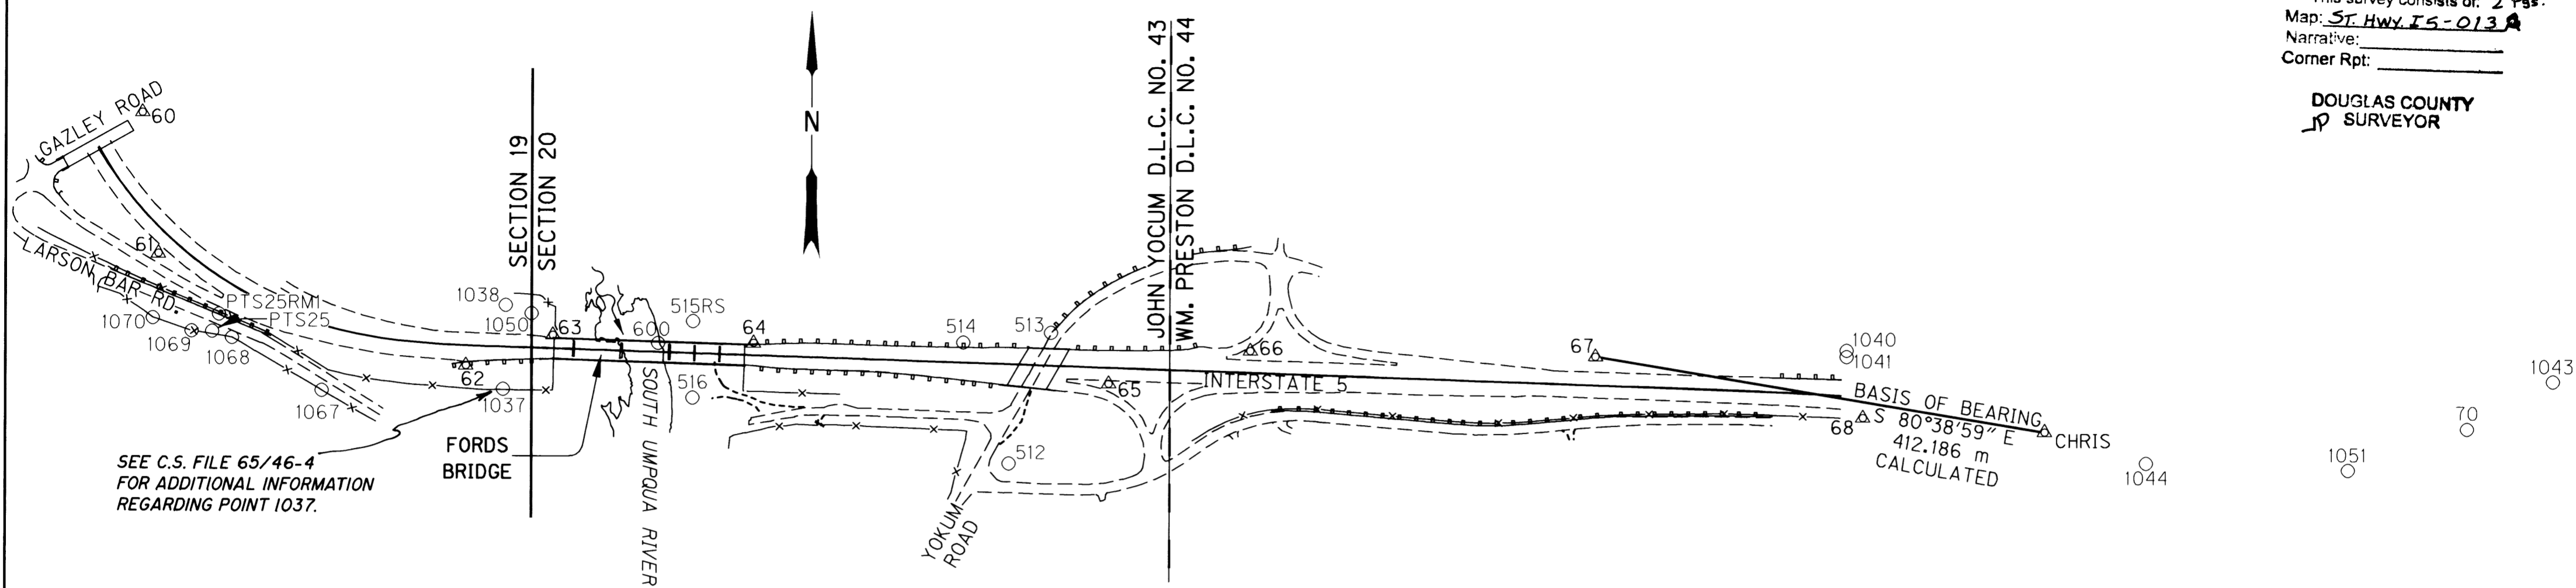 This survey consists of: 2 Pgs.
Map: ST. HWY. I5-013
Narrative:
Corner Rpt:
DOUGLAS COUNTY
JP SURVEYOR
GAZLEY ROAD
60
61
LARSON BAR RD.
PTS25RM1
PTS25
1070
1069
1068
1067
SECTION 19
SECTION 20
1038
1050
63
62
1037
SEE C.S. FILE 65/46-4
FOR ADDITIONAL INFORMATION
REGARDING POINT 1037.
FORDS
BRIDGE
600
515RS
516
64
SOUTH UMPQUA RIVER
N
514
513
512
YOKUM
ROAD
JOHN YOCUM D.L.C. NO. 43
WM. PRESTON D.L.C. NO. 44
66
65
INTERSTATE 5
67
1040
1041
BASIS OF BEARING
S 80°38'59" E
412.186 m
CALCULATED
68
CHRIS
1044
1051
70
1043